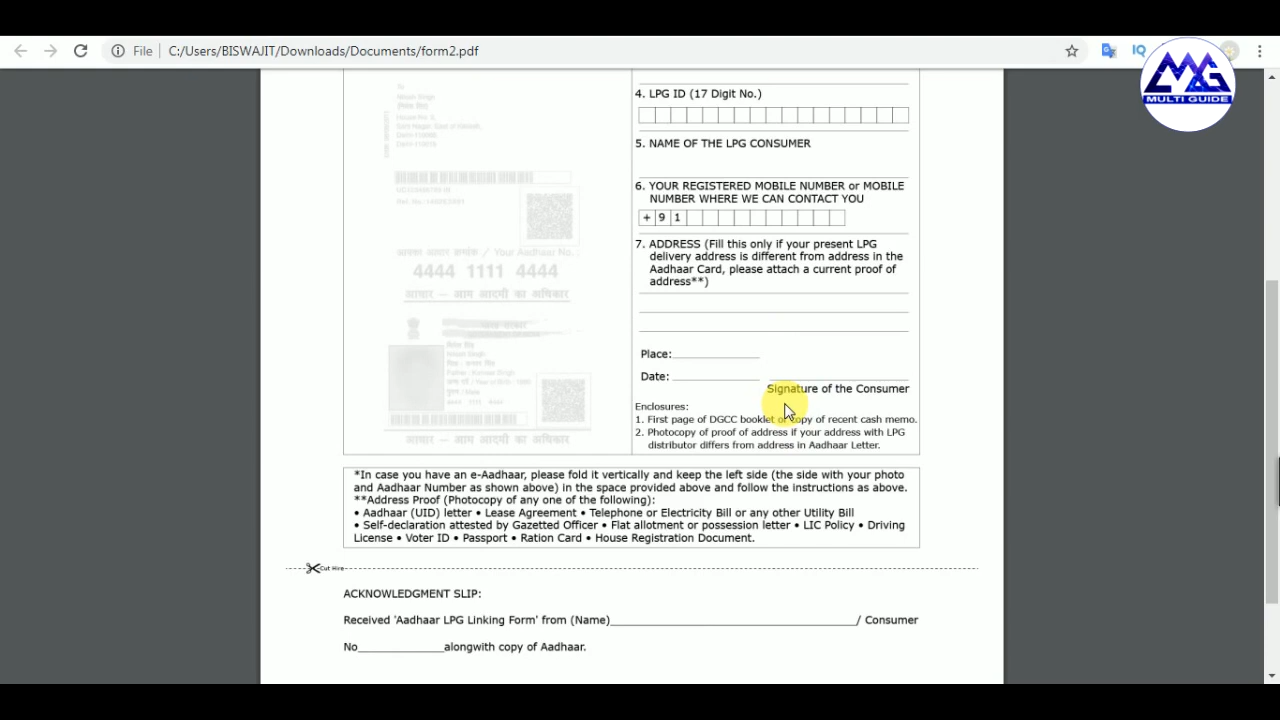 File
C:/Users/BISWAJIT/Downloads/Documents/form2.pdf
IQ
MULTI GUIDE
To
आपका आधार क्रमांक / Your Aadhaar No.
4444 1111 4444
आधार — आम आदमी का अधिकार
आधार — आम आदमी का अधिकार
4. LPG ID (17 Digit No.)
5. NAME OF THE LPG CONSUMER
6. YOUR REGISTERED MOBILE NUMBER or MOBILE
NUMBER WHERE WE CAN CONTACT YOU
+ 9 1
7. ADDRESS (Fill this only if your present LPG
delivery address is different from address in the
Aadhaar Card, please attach a current proof of
address**)
Place:
Date:
Signature of the Consumer
Enclosures:
1. First page of DGCC booklet or copy of recent cash memo.
2. Photocopy of proof of address if your address with LPG
distributor differs from address in Aadhaar Letter.
*In case you have an e-Aadhaar, please fold it vertically and keep the left side (the side with your photo
and Aadhaar Number as shown above) in the space provided above and follow the instructions as above.
**Address Proof (Photocopy of any one of the following):
• Aadhaar (UID) letter • Lease Agreement • Telephone or Electricity Bill or any other Utility Bill
• Self-declaration attested by Gazetted Officer • Flat allotment or possession letter • LIC Policy • Driving
License • Voter ID • Passport • Ration Card • House Registration Document.
Cut Hire
ACKNOWLEDGMENT SLIP:
Received 'Aadhaar LPG Linking Form' from (Name)/ Consumer
No alongwith copy of Aadhaar.